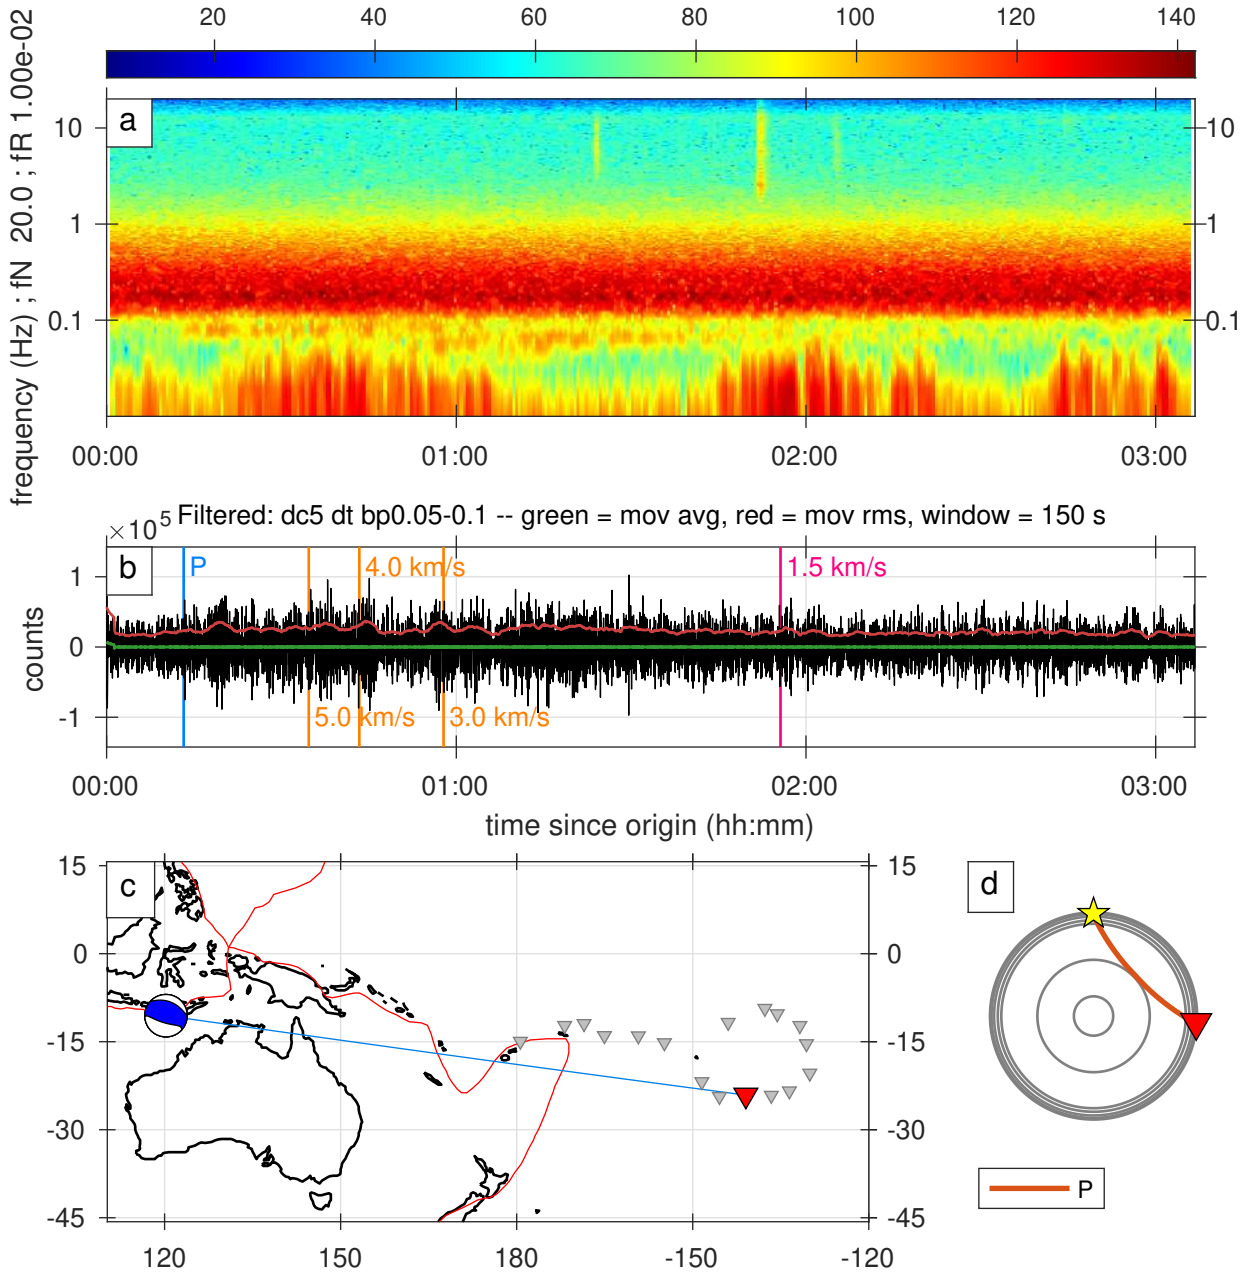 20 40 60 80 100 120 140
frequency (Hz) ; fN 20.0 ; fR 1.00e-02
a
10 10
1 1
0.1 0.1
00:00 01:00 02:00 03:00
×10^5 Filtered: dc5 dt bp0.05-0.1 -- green = mov avg, red = mov rms, window = 150 s
b
P 4.0 km/s 1.5 km/s
5.0 km/s 3.0 km/s
counts
1
0
-1
00:00 01:00 02:00 03:00
time since origin (hh:mm)
c
15 15
0 0
-15 -15
-30 -30
-45 -45
120 150 180 -150 -120
d
P